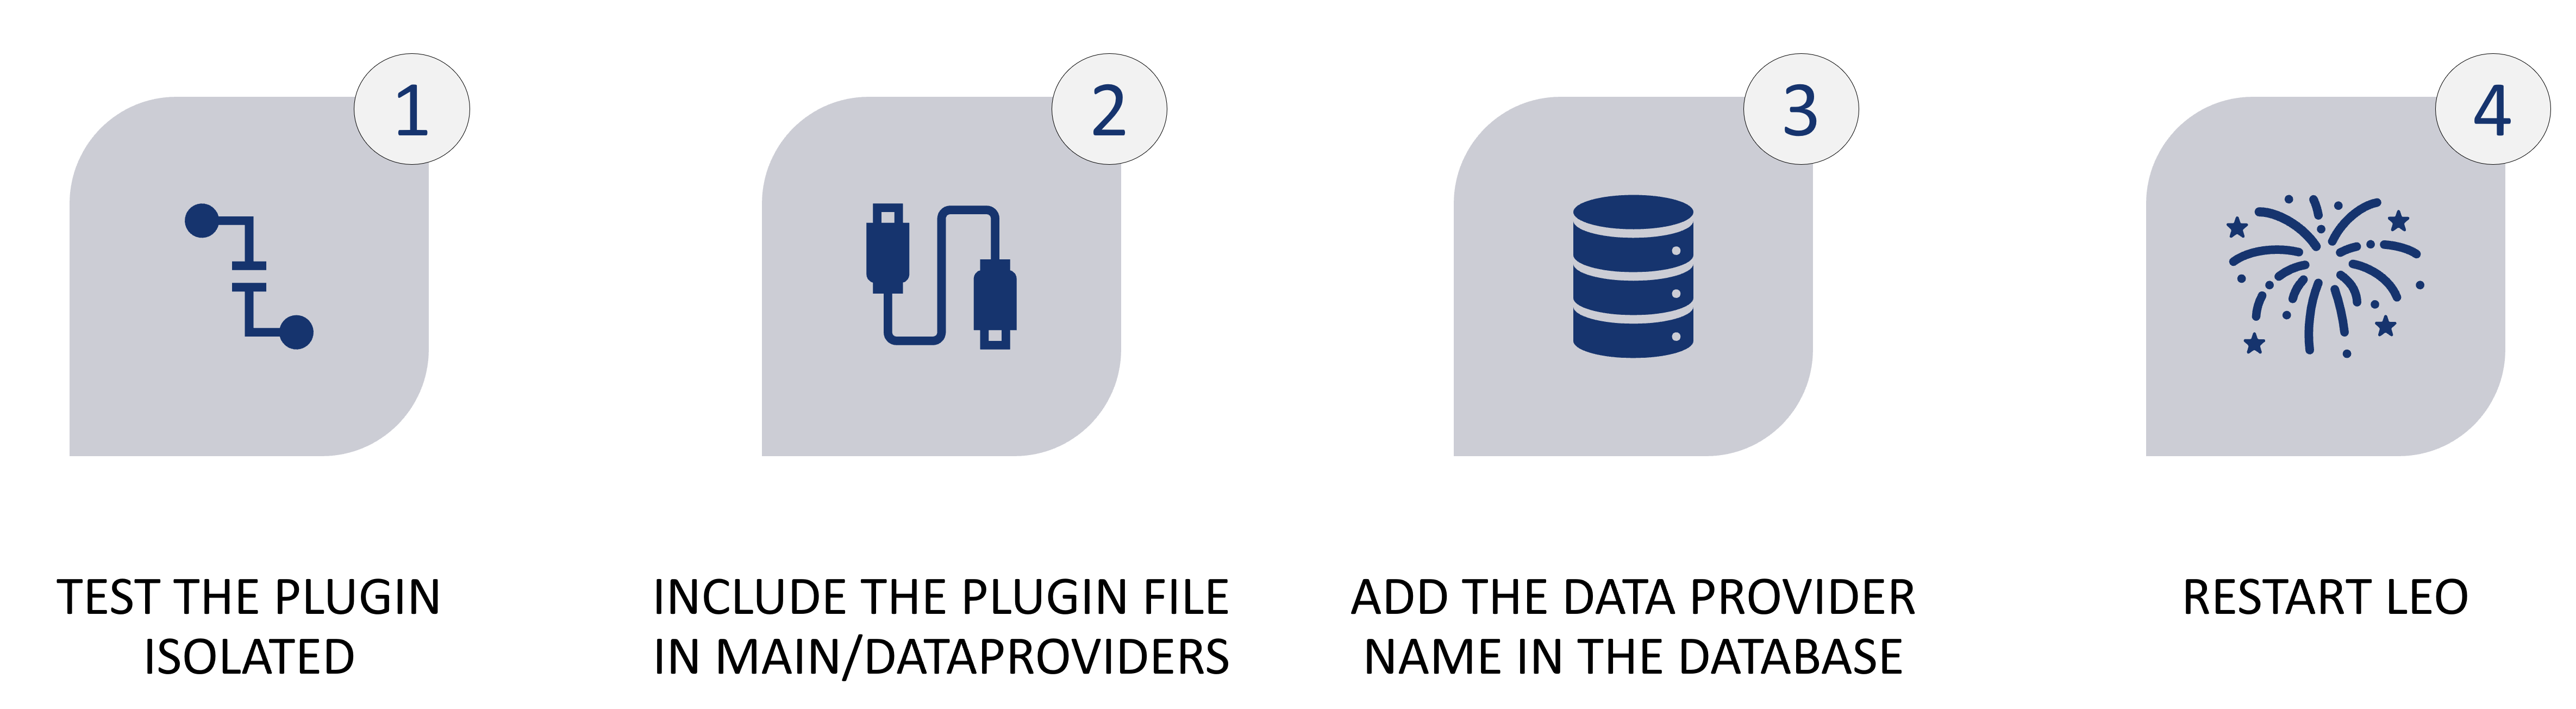 1
TEST THE PLUGIN
ISOLATED
2
INCLUDE THE PLUGIN FILE
IN MAIN/DATAPROVIDERS
3
ADD THE DATA PROVIDER
NAME IN THE DATABASE
4
RESTART LEO